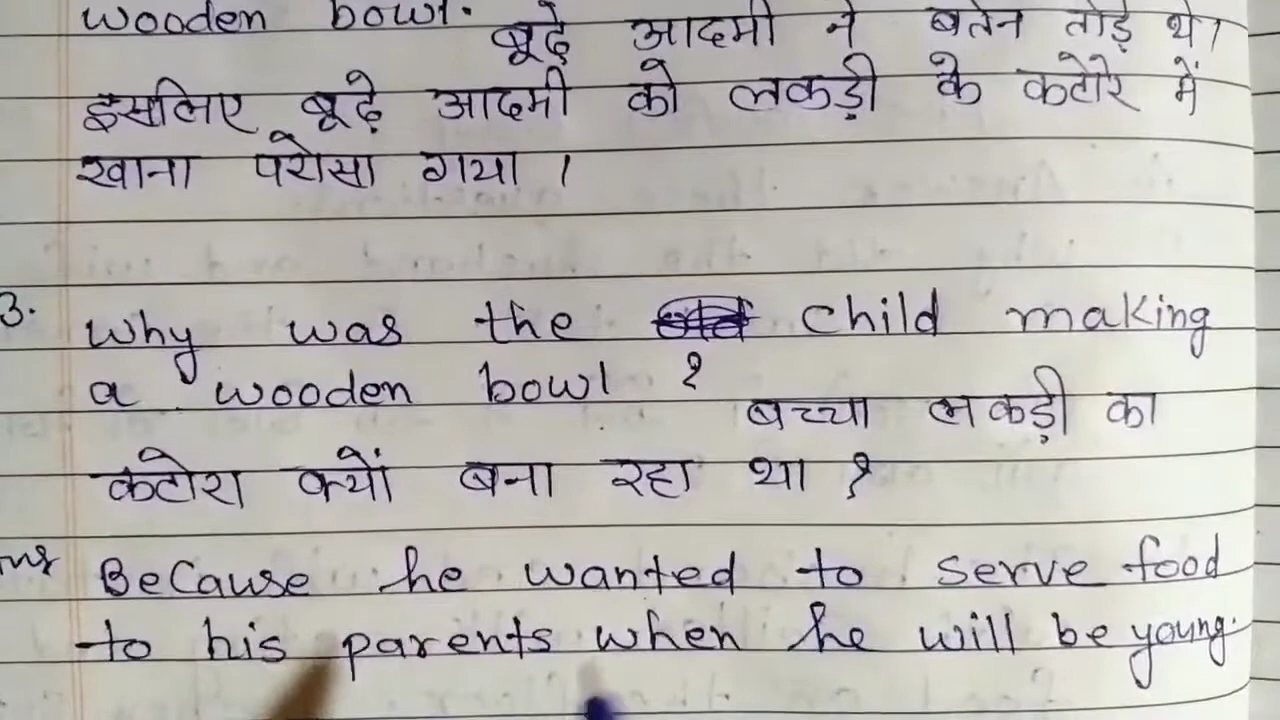 wooden bowl. बूढ़े आदमी ने बर्तन तोड़े थे।
इसलिए बूढ़े आदमी को लकड़ी के कटोरे में
खाना परोसा गया ।
3. Why was the child making
a wooden bowl ? बच्चा लकड़ी का
कटोरा क्यों बना रहा था ?
Ans Because he wanted to serve food
to his parents when he will be young.